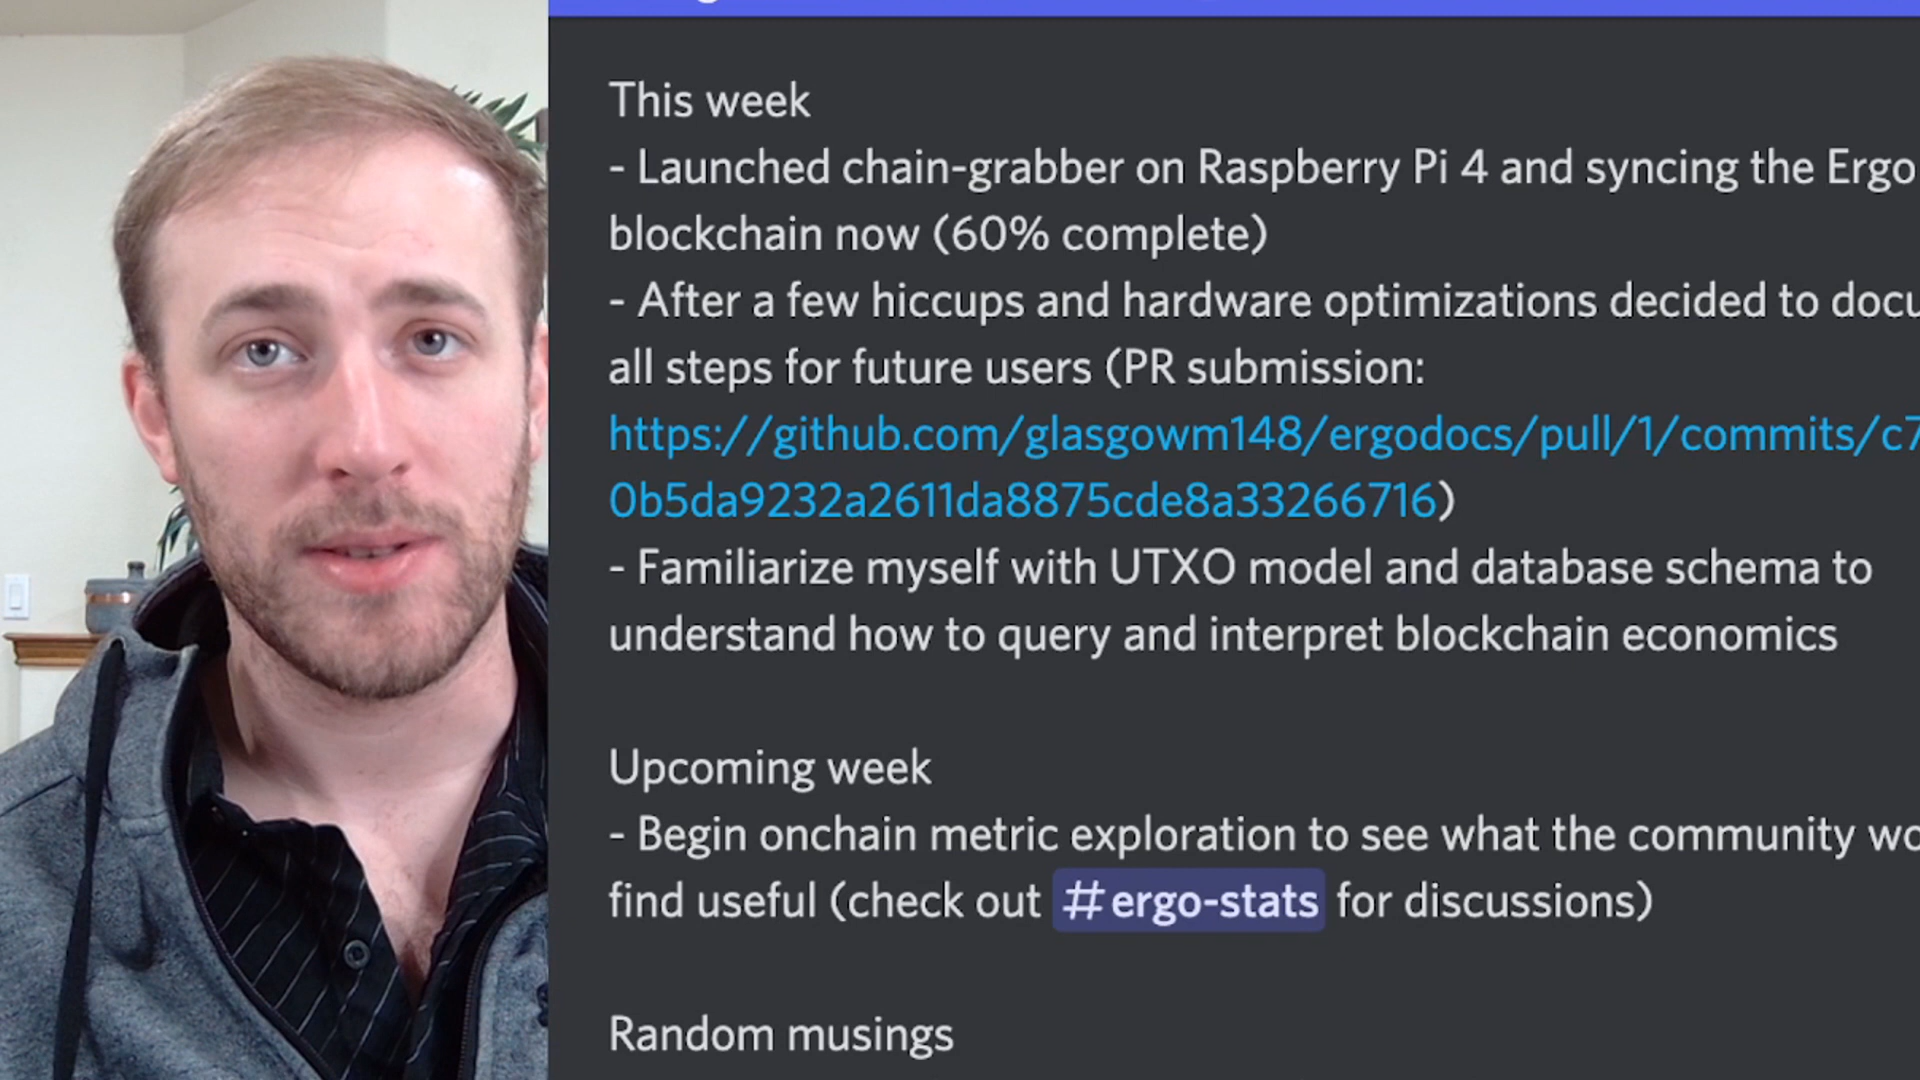 This week
- Launched chain-grabber on Raspberry Pi 4 and syncing the Ergo
blockchain now (60% complete)
- After a few hiccups and hardware optimizations decided to docu
all steps for future users (PR submission:
https://github.com/glasgowm148/ergodocs/pull/1/commits/c7
0b5da9232a2611da8875cde8a33266716)
- Familiarize myself with UTXO model and database schema to
understand how to query and interpret blockchain economics
Upcoming week
- Begin onchain metric exploration to see what the community wo
find useful (check out #ergo-stats for discussions)
Random musings